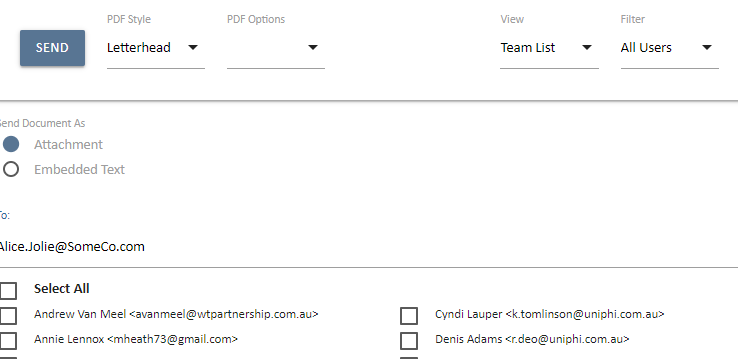 PDF Style
PDF Options
View
Filter
SEND
Letterhead
Team List
All Users
Send Document As
Attachment
Embedded Text
To:
Alice.Jolie@SomeCo.com
Select All
Andrew Van Meel <avanmeel@wtpartnership.com.au>
Cyndi Lauper <k.tomlinson@uniphi.com.au>
Annie Lennox <mheath73@gmail.com>
Denis Adams <r.deo@uniphi.com.au>